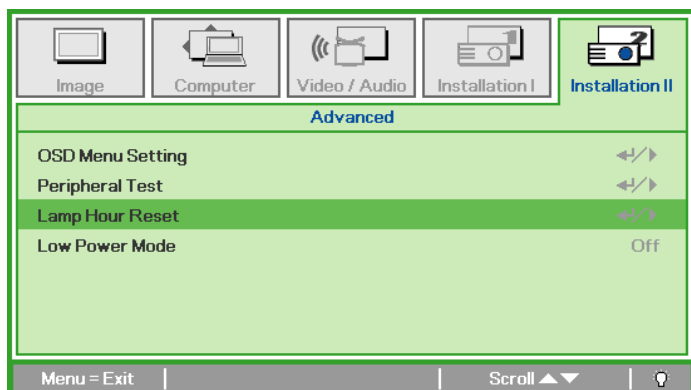 Image Computer Video / Audio Installation I Installation II
Advanced
OSD Menu Setting
Peripheral Test
Lamp Hour Reset
Low Power Mode Off
Menu = Exit Scroll